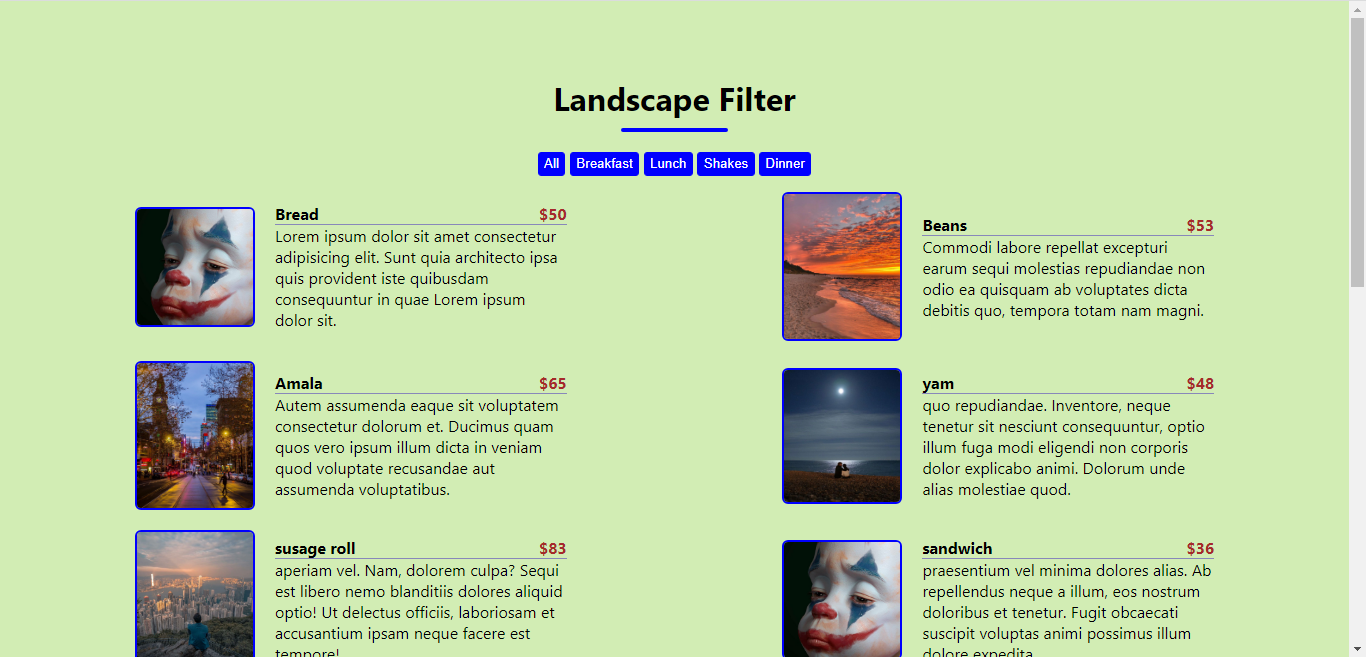 Landscape Filter
All Breakfast Lunch Shakes Dinner
Bread $50
Lorem ipsum dolor sit amet consectetur
adipisicing elit. Sunt quia architecto ipsa
quis provident iste quibusdam
consequuntur in quae Lorem ipsum
dolor sit.
Beans $53
Commodi labore repellat excepturi
earum sequi molestias repudiandae non
odio ea quisquam ab voluptates dicta
debitis quo, tempora totam nam magni.
Amala $65
Autem assumenda eaque sit voluptatem
consectetur dolorum et. Ducimus quam
quos vero ipsum illum dicta in veniam
quod voluptate recusandae aut
assumenda voluptatibus.
yam $48
quo repudiandae. Inventore, neque
tenetur sit nesciunt consequuntur, optio
illum fuga modi eligendi non corporis
dolor explicabo animi. Dolorum unde
alias molestiae quod.
susage roll $83
aperiam vel. Nam, dolorem culpa? Sequi
est libero nemo blanditiis dolores aliquid
optio! Ut delectus officiis, laboriosam et
accusantium ipsam neque facere est
tempore!
sandwich $36
praesentium vel minima dolores alias. Ab
repellendus neque a illum, eos nostrum
doloribus et tenetur. Fugit obcaecati
suscipit voluptas animi possimus illum
dolore expedita